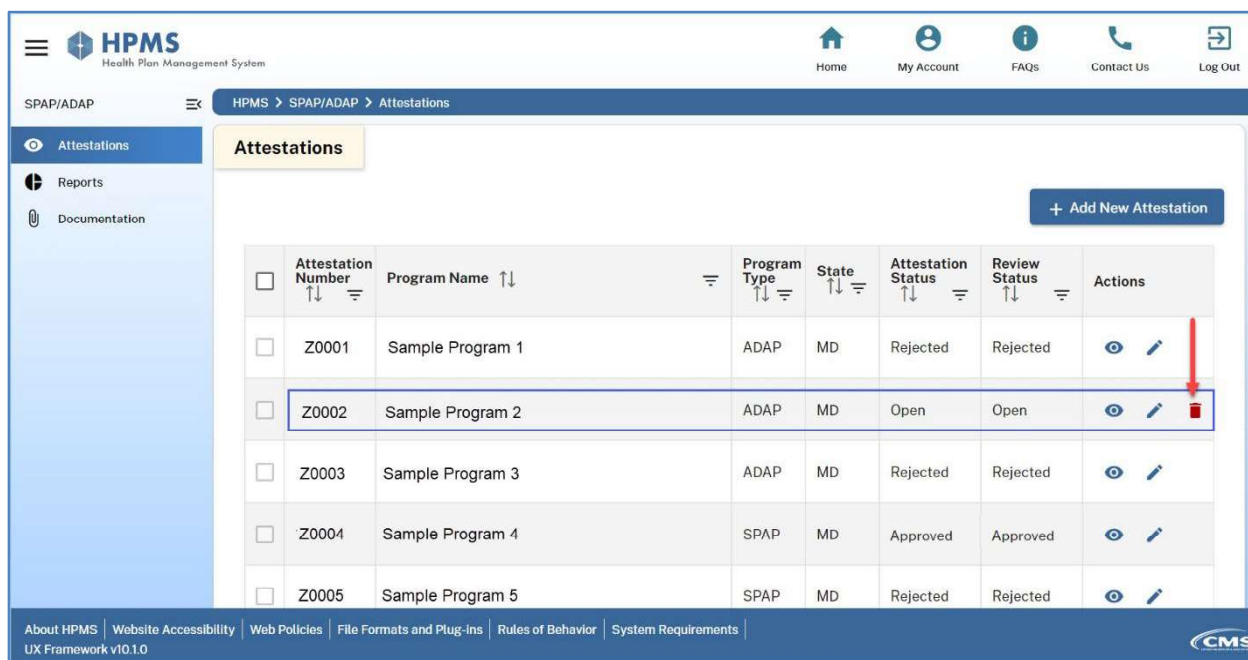 HPMS
Health Plan Management System
Home
My Account
FAQs
Contact Us
Log Out
SPAP/ADAP
HPMS > SPAP/ADAP > Attestations
Attestations
Reports
Documentation
Attestations
+ Add New Attestation
Attestation Number
Program Name
Program Type
State
Attestation Status
Review Status
Actions
Z0001 Sample Program 1 ADAP MD Rejected Rejected
Z0002 Sample Program 2 ADAP MD Open Open
Z0003 Sample Program 3 ADAP MD Rejected Rejected
Z0004 Sample Program 4 SPAP MD Approved Approved
Z0005 Sample Program 5 SPAP MD Rejected Rejected
About HPMS | Website Accessibility | Web Policies | File Formats and Plug-ins | Rules of Behavior | System Requirements |
UX Framework v10.1.0
CMS